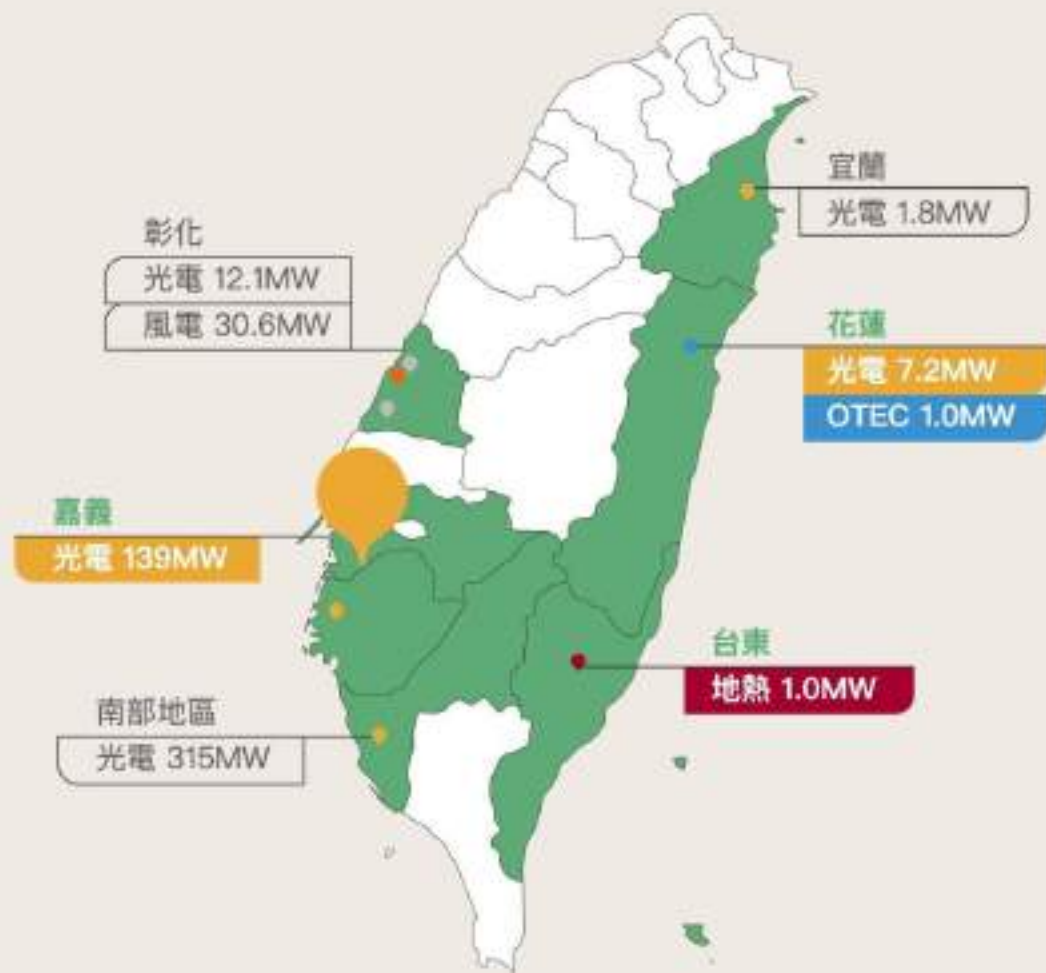 宜蘭
光電 1.8MW
彰化
光電 12.1MW
風電 30.6MW
花蓮
光電 7.2MW
OTEC 1.0MW
嘉義
光電 139MW
台東
地熱 1.0MW
南部地區
光電 315MW